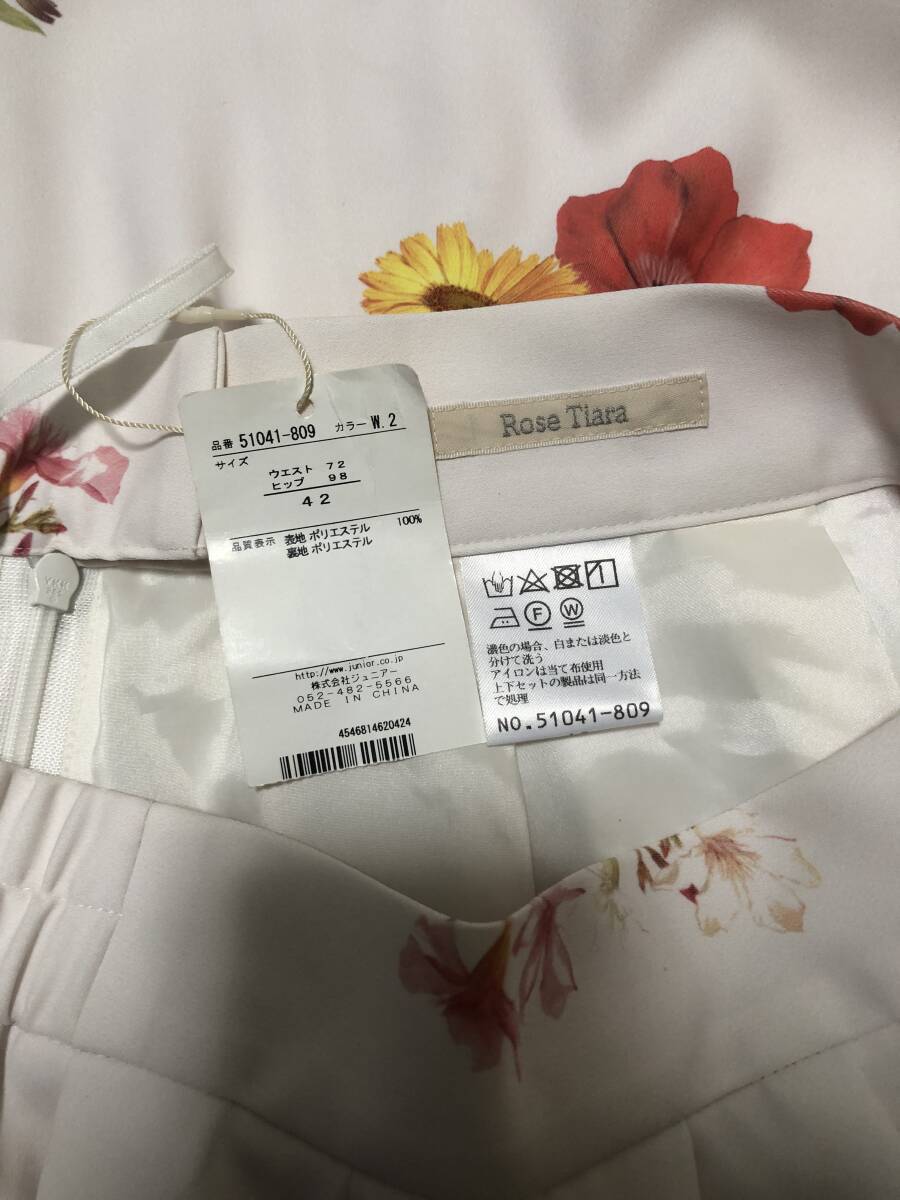 Rose Tiara
品番 51041-809 カラー W.2
サイズ
ウエスト 72
ヒップ 98
42
品質表示 表地 ポリエステル 100%
裏地 ポリエステル
http://www.junior.co.jp
株式会社ジュニアー
052-482-5566
MADE IN CHINA
4546814620424
F W
濃色の場合、白または淡色と
分けて洗う
アイロンは当て布使用
上下セットの製品は同一方法
で処理
NO.51041-809
YKK